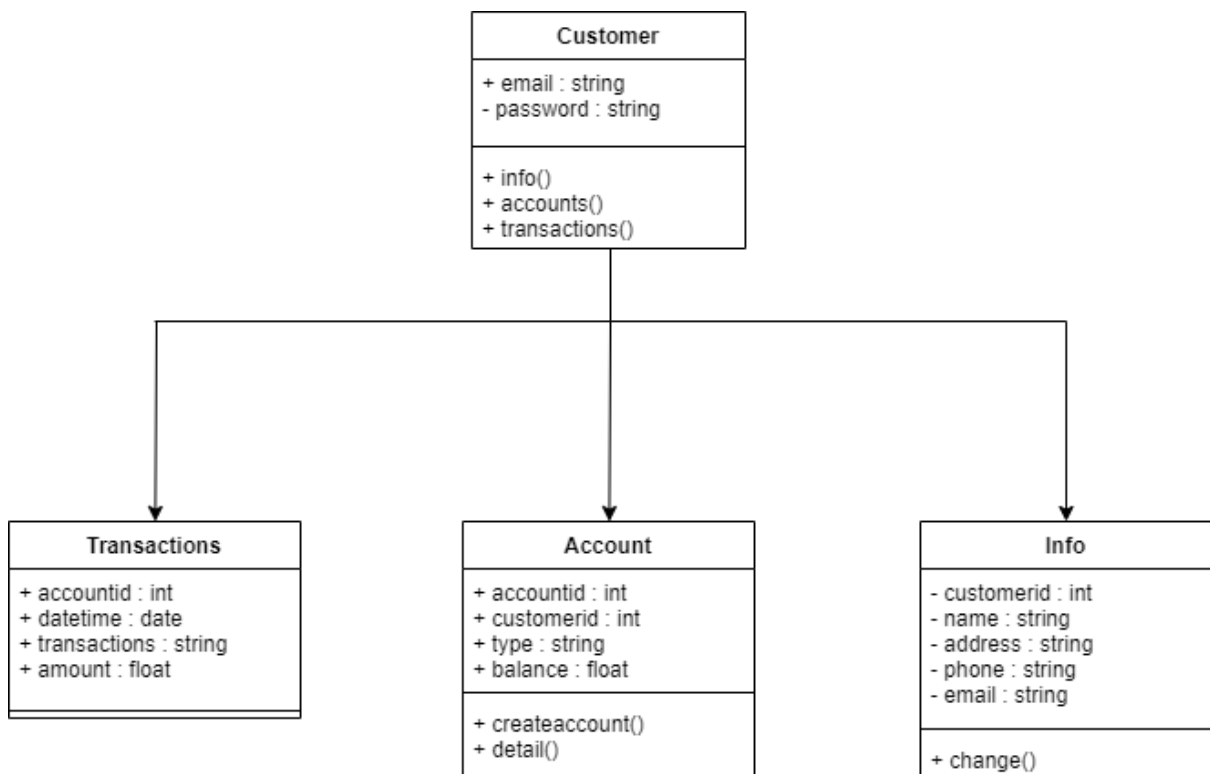 Customer
+ email : string
- password : string
+ info()
+ accounts()
+ transactions()
Transactions
+ accountid : int
+ datetime : date
+ transactions : string
+ amount : float
Account
+ accountid : int
+ customerid : int
+ type : string
+ balance : float
+ createaccount()
+ detail()
Info
- customerid : int
- name : string
- address : string
- phone : string
- email : string
+ change()